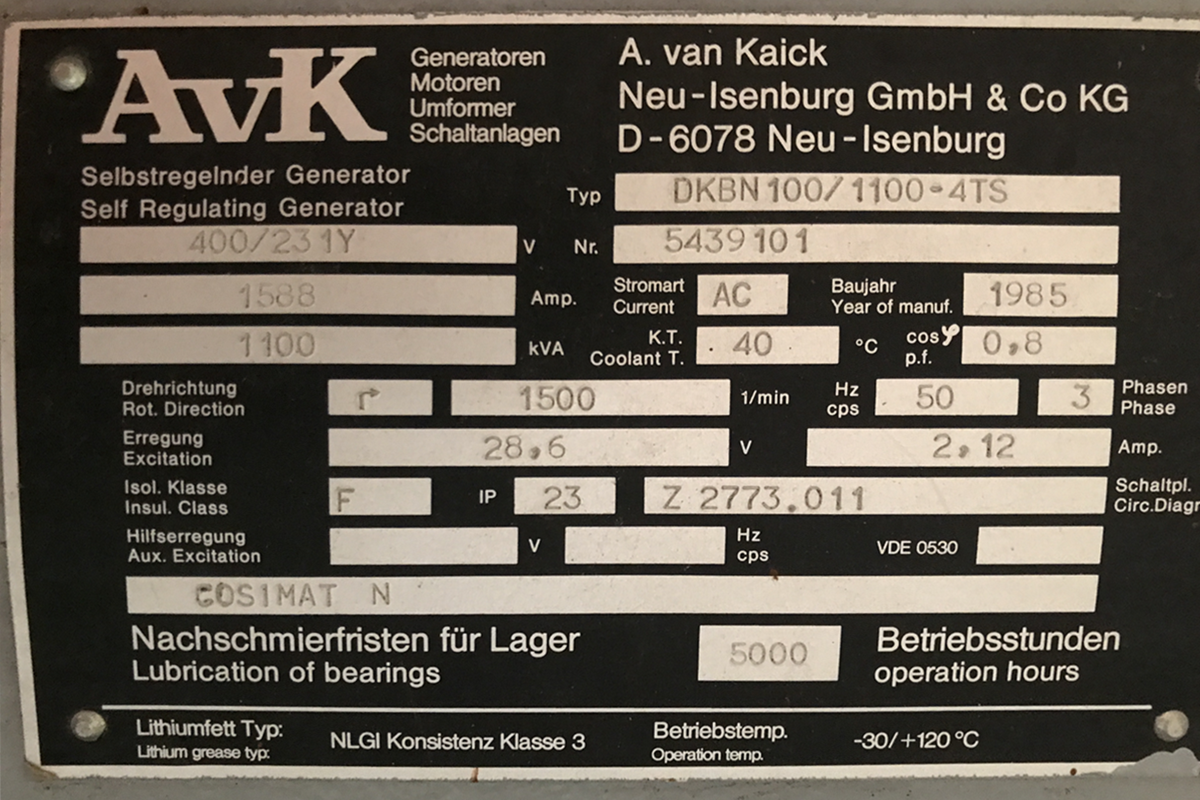 AvK
Generatoren
Motoren
Umformer
Schaltanlagen
A. van Kaick
Neu-Isenburg GmbH & Co KG
D-6078 Neu-Isenburg
Selbstregelnder Generator
Self Regulating Generator
Typ DKBN 100/1100-4TS
400/231Y V Nr. 5439101
1588 Amp. Stromart Current AC Baujahr Year of manuf. 1985
1100 kVA K.T. Coolant T. 40 °C cosφ p.f. 0,8
Drehrichtung Rot. Direction 1500 1/min Hz cps 50 3 Phasen Phase
Erregung Excitation 28,6 V 2,12 Amp.
Isol. Klasse Insul. Class F IP 23 Z 2773.011 Schaltpl. Circ.Diagr
Hilfserregung Aux. Excitation V Hz cps VDE 0530
COSIMAT N
Nachschmierfristen für Lager 5000 Betriebsstunden
Lubrication of bearings operation hours
Lithiumfett Typ: NLGI Konsistenz Klasse 3 Betriebstemp. -30/+120 °C
Lithium grease typ: Operation temp.